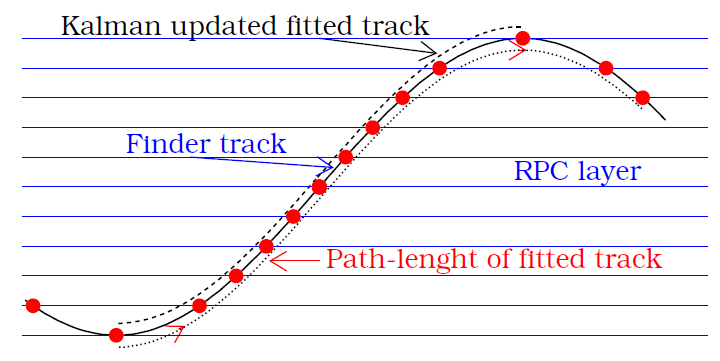 Kalman updated fitted track
Finder track
RPC layer
Path-lenght of fitted track